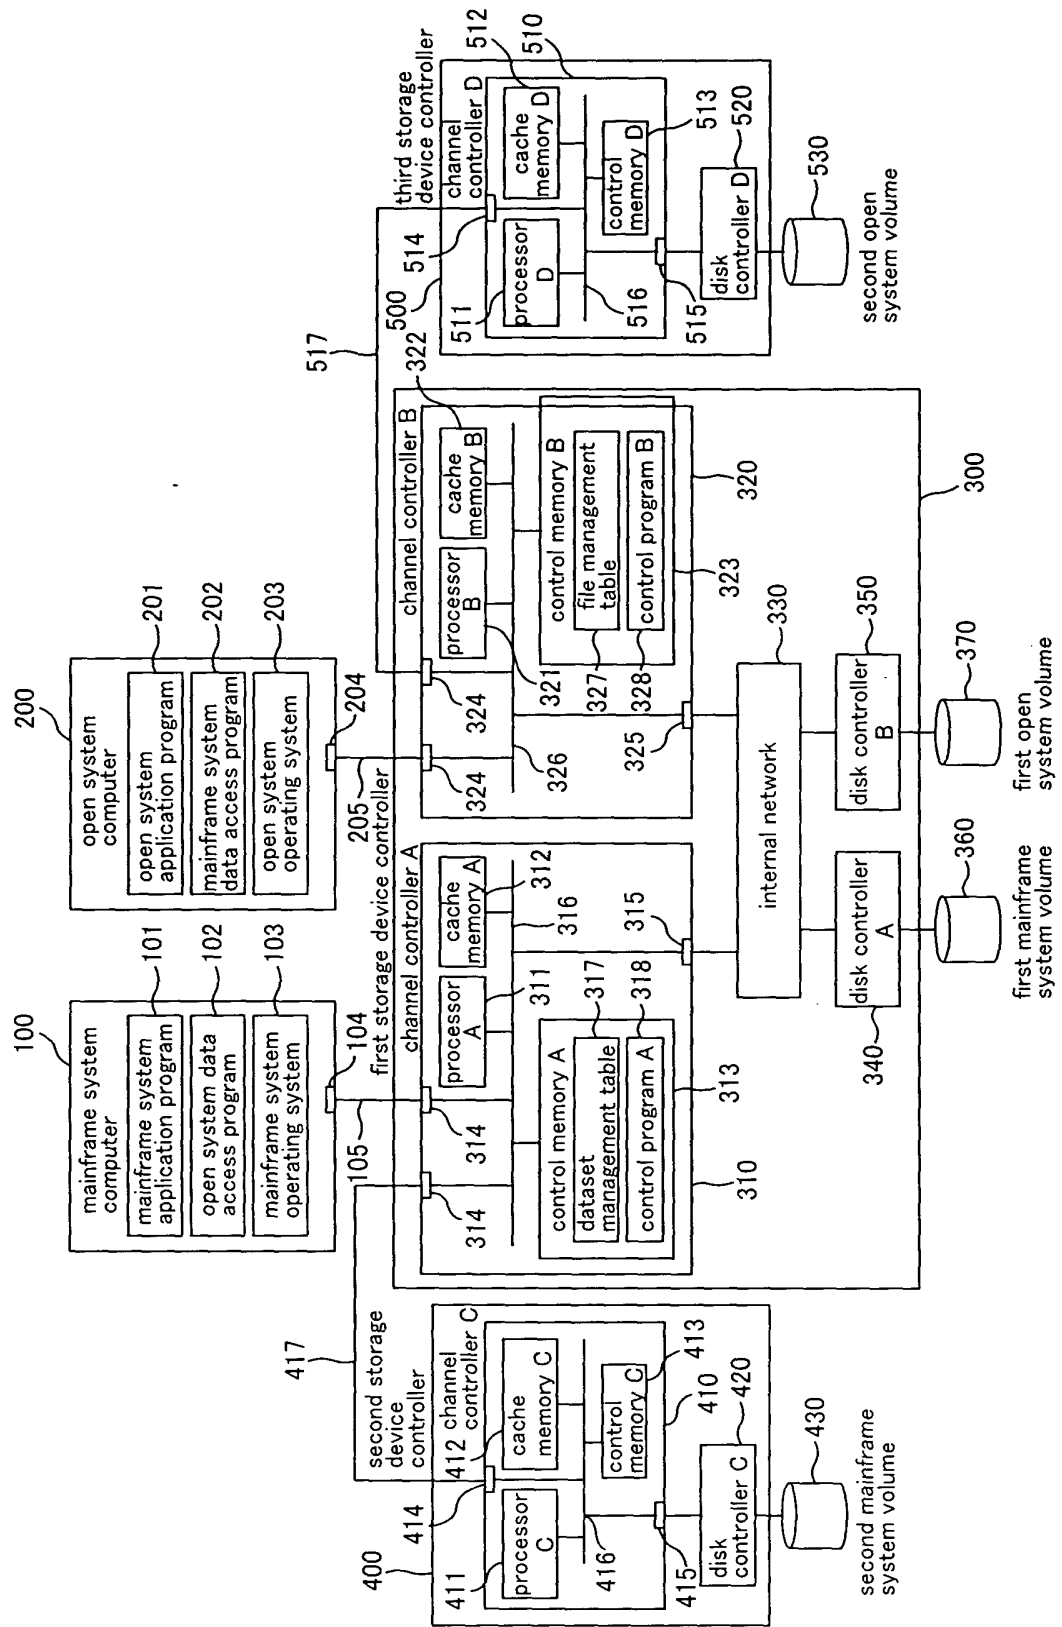 100
mainframe system
computer
mainframe system
application program
101
open system data
access program
102
mainframe system
operating system
103
104
105
200
open system
computer
open system
application program
201
mainframe system
data access program
202
open system
operating system
203
204
205
417
517
second storage
device
controller
400
412
channel
controller C
414
411
processor
C
cache
memory C
416
control
memory C
413
410
415
disk
controller C
420
430
second mainframe
system volume
first storage device controller
channel controller A
314
314
processor
A
311
cache
memory A
312
316
315
control memory A
dataset
management table
317
control program A
318
313
310
channel controller B
324
324
326
processor
B
321
cache
memory B
322
control memory B
file management
table
327
control program B
328
323
325
320
internal network
330
300
disk controller
A
340
disk controller
B
350
360
first mainframe
system volume
370
first open
system volume
third storage
device controller
500
channel
controller D
514
511
processor
D
cache
memory D
512
510
516
control
memory D
513
515
disk
controller D
520
530
second open
system volume